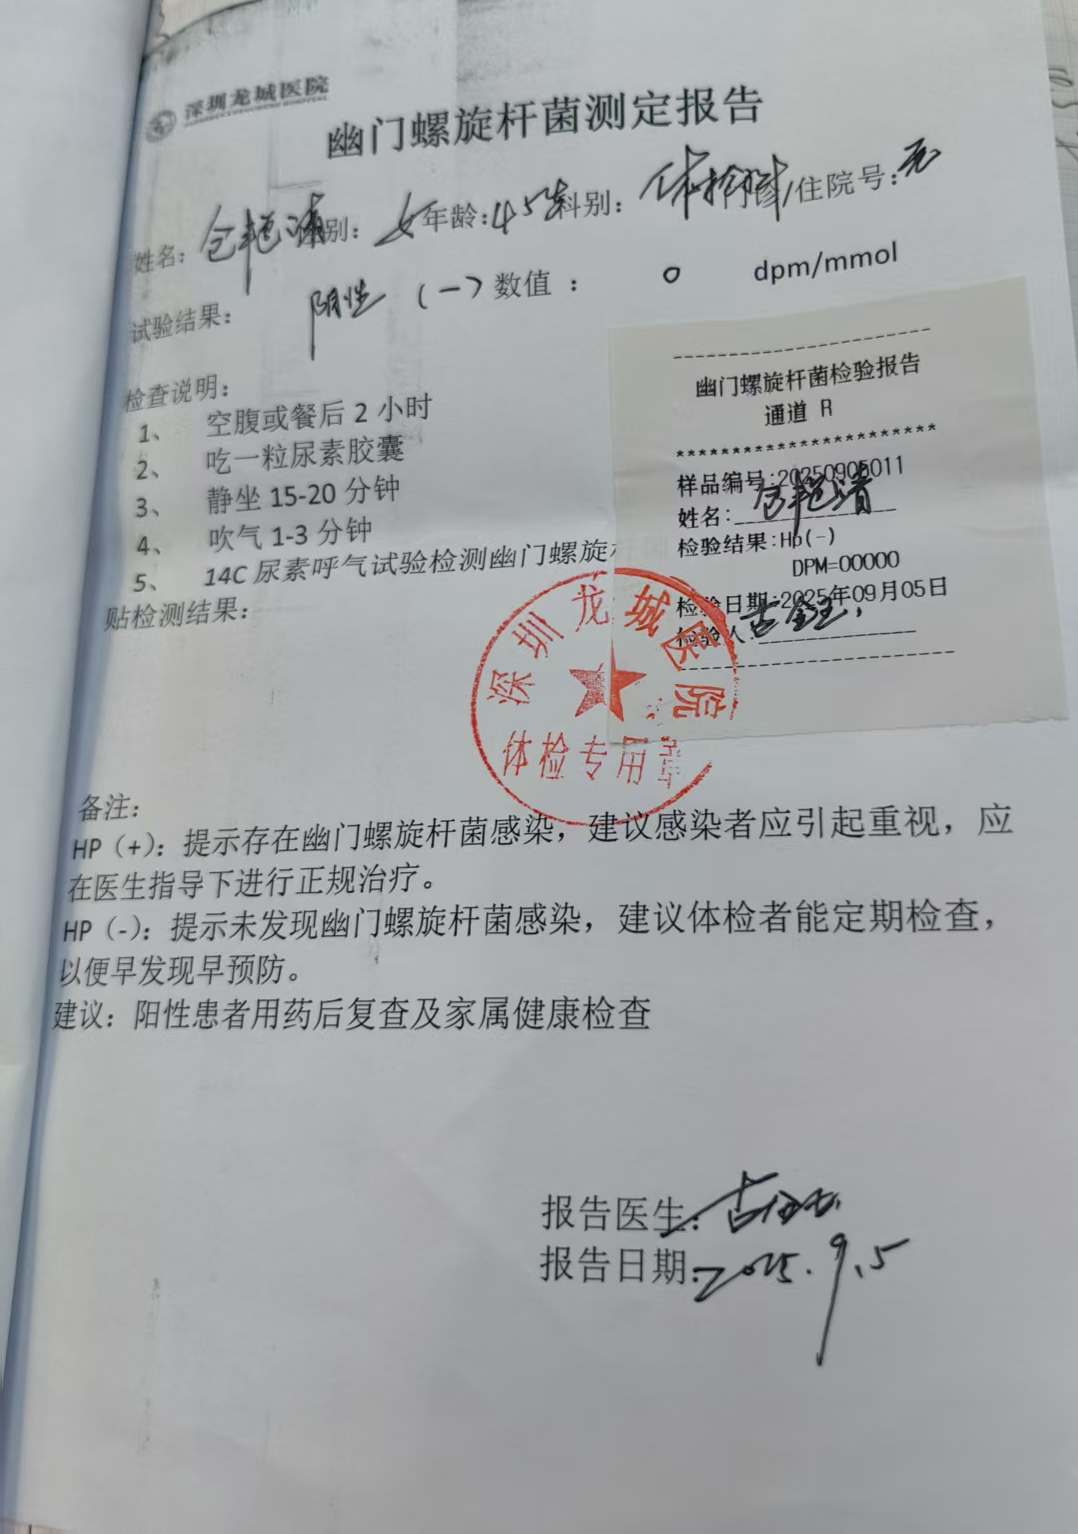 深圳龙城医院
幽门螺旋杆菌测定报告
姓名: 仓艳清 别: 女 年龄: 45岁 科别: 体检 /住院号: 无
试验结果: 阴性 (一) 数值 : 0 dpm/mmol
检查说明:
1、 空腹或餐后 2 小时
2、 吃一粒尿素胶囊
3、 静坐 15-20 分钟
4、 吹气 1-3 分钟
5、 14C 尿素呼气试验检测幽门螺旋
贴检测结果:
------------------------
幽门螺旋杆菌检验报告
通道 R
************************
样品编号:20250905011
姓名: 仓艳清
检验结果:Hp(-)
DPM=00000
检验日期:2025年09月05日
检验人:
------------------------
深圳龙城医院
体检专用章
备注:
HP（+）: 提示存在幽门螺旋杆菌感染，建议感染者应引起重视，应
在医生指导下进行正规治疗。
HP（-）: 提示未发现幽门螺旋杆菌感染，建议体检者能定期检查，
以便早发现早预防。
建议: 阳性患者用药后复查及家属健康检查
报告医生:
报告日期: 2025.9.5